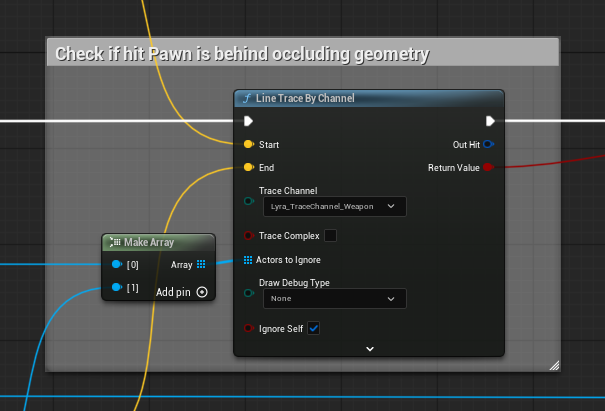 Check if hit Pawn is behind occluding geometry
f Line Trace By Channel
Start
Out Hit
End
Return Value
Trace Channel
Lyra_TraceChannel_Weapon
Trace Complex
Make Array
[0]
Array
Actors to Ignore
[1]
Add pin
Draw Debug Type
None
Ignore Self